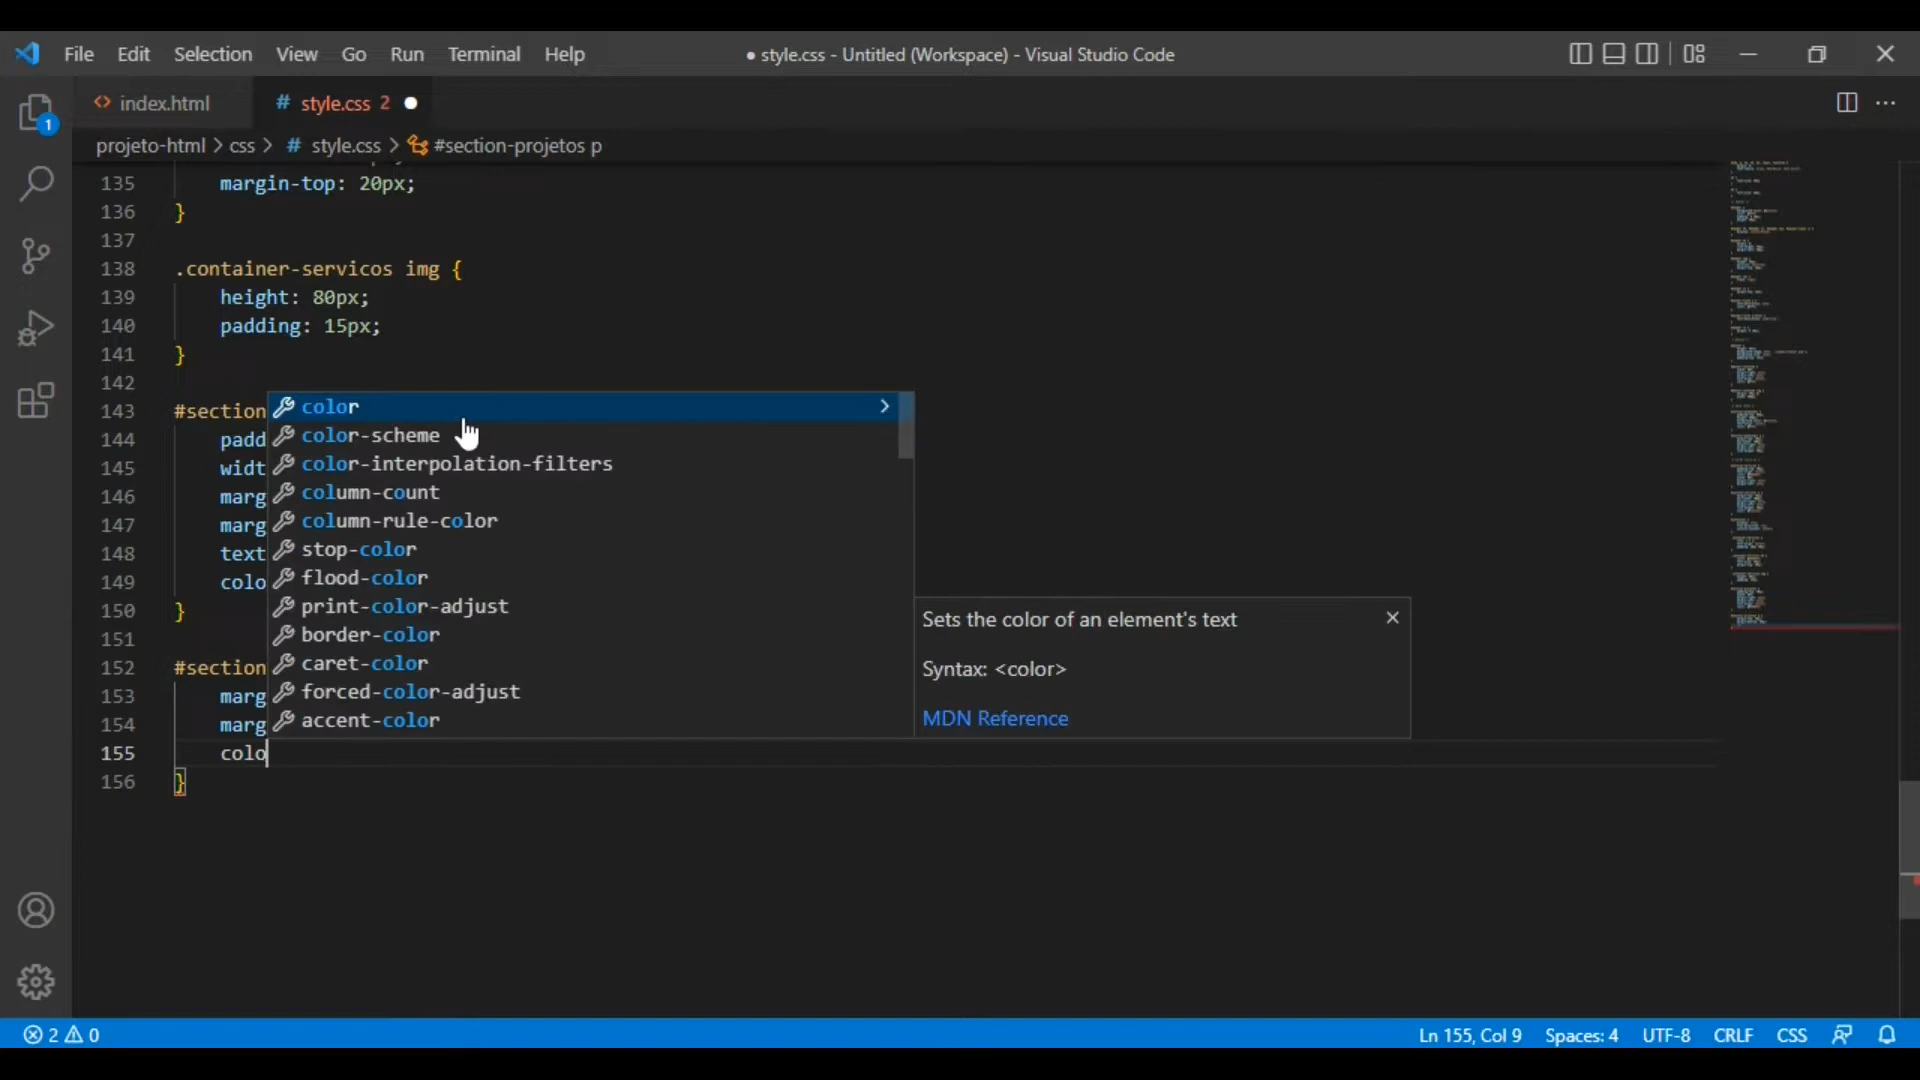 File Edit Selection View Go Run Terminal Help
● style.css - Untitled (Workspace) - Visual Studio Code
index.html
# style.css 2 ●
1
projeto-html > css > # style.css > #section-projetos p
135 margin-top: 20px;
136 }
137
138 .container-servicos img {
139 height: 80px;
140 padding: 15px;
141 }
142
143 #section
144 padd
145 widt
146 marg
147 marg
148 text
149 colo
150 }
151
152 #section
153 marg
154 marg
155 colo
156 }
color
color-scheme
color-interpolation-filters
column-count
column-rule-color
stop-color
flood-color
print-color-adjust
border-color
caret-color
forced-color-adjust
accent-color
Sets the color of an element's text
Syntax: <color>
MDN Reference
2 0
Ln 155, Col 9 Spaces: 4 UTF-8 CRLF CSS